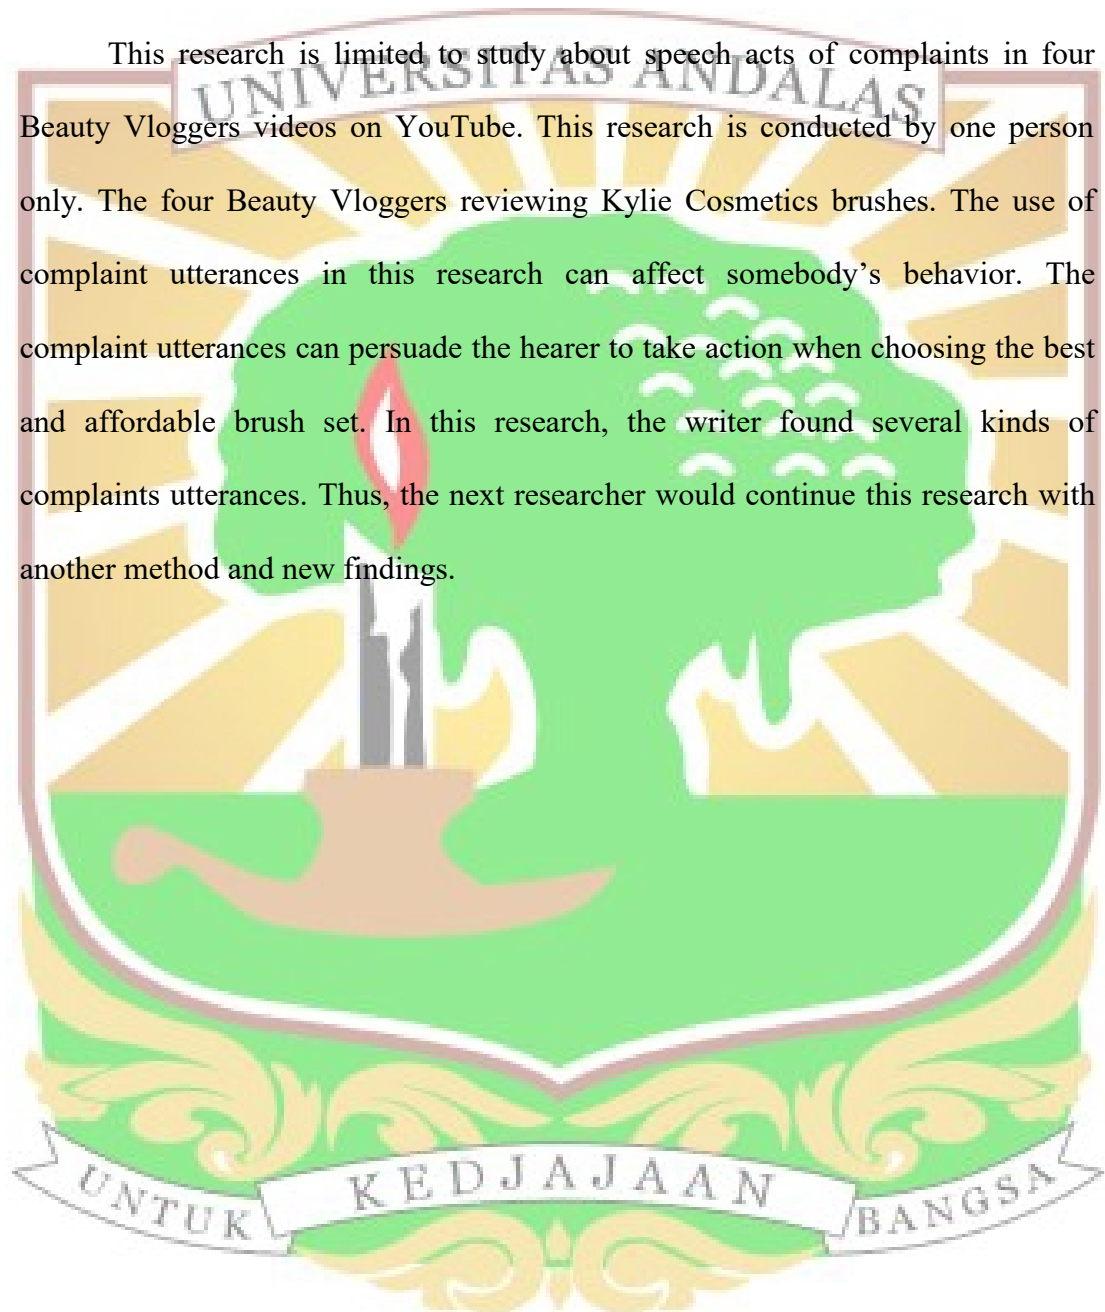 This research is limited to study about speech acts of complaints in four
UNIVERSITAS ANDALAS
Beauty Vloggers videos on YouTube. This research is conducted by one person
only. The four Beauty Vloggers reviewing Kylie Cosmetics brushes. The use of
complaint utterances in this research can affect somebody’s behavior. The
complaint utterances can persuade the hearer to take action when choosing the best
and affordable brush set. In this research, the writer found several kinds of
complaints utterances. Thus, the next researcher would continue this research with
another method and new findings.
UNTUK KEDJAJAAN BANGSA